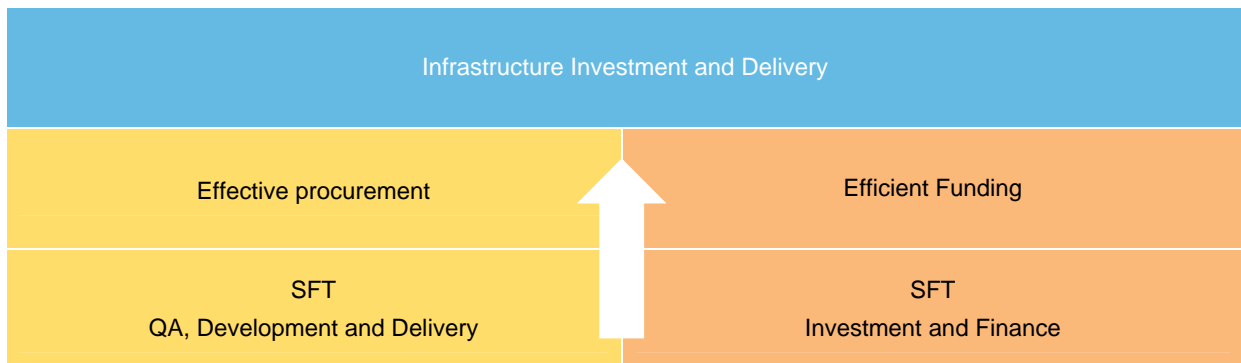 Infrastructure Investment and Delivery
Effective procurement
Efficient Funding
SFT
QA, Development and Delivery
SFT
Investment and Finance